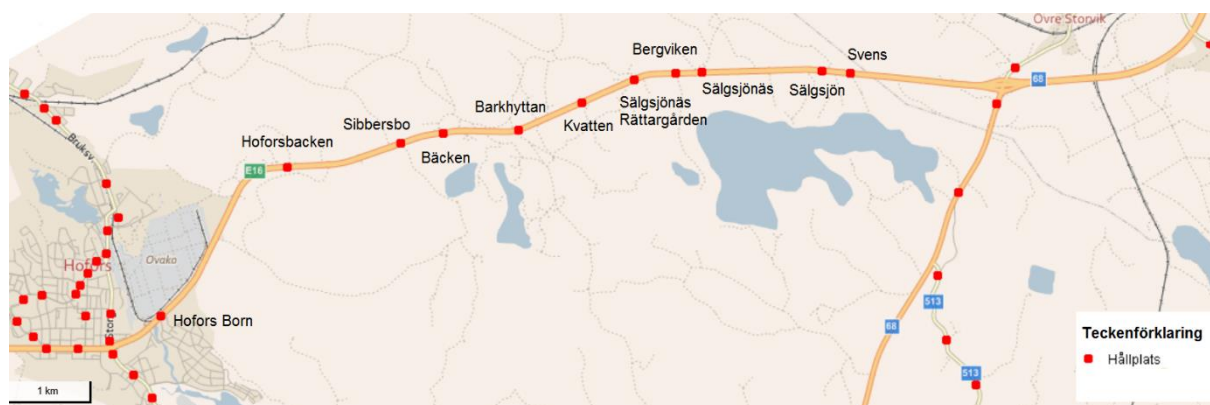 Övre Storvik
Bergviken
Svens
Sälgsjönäs
Sälgsjön
68
Barkhyttan
Sälgsjönäs
Rättargården
Kvatten
Sibbersbo
Bäcken
Hoforsbacken
Bruksv.
E16
Ovako
Hofors
Hofors Born
Stor
513
68
513
Teckenförklaring
Hållplats
1 km